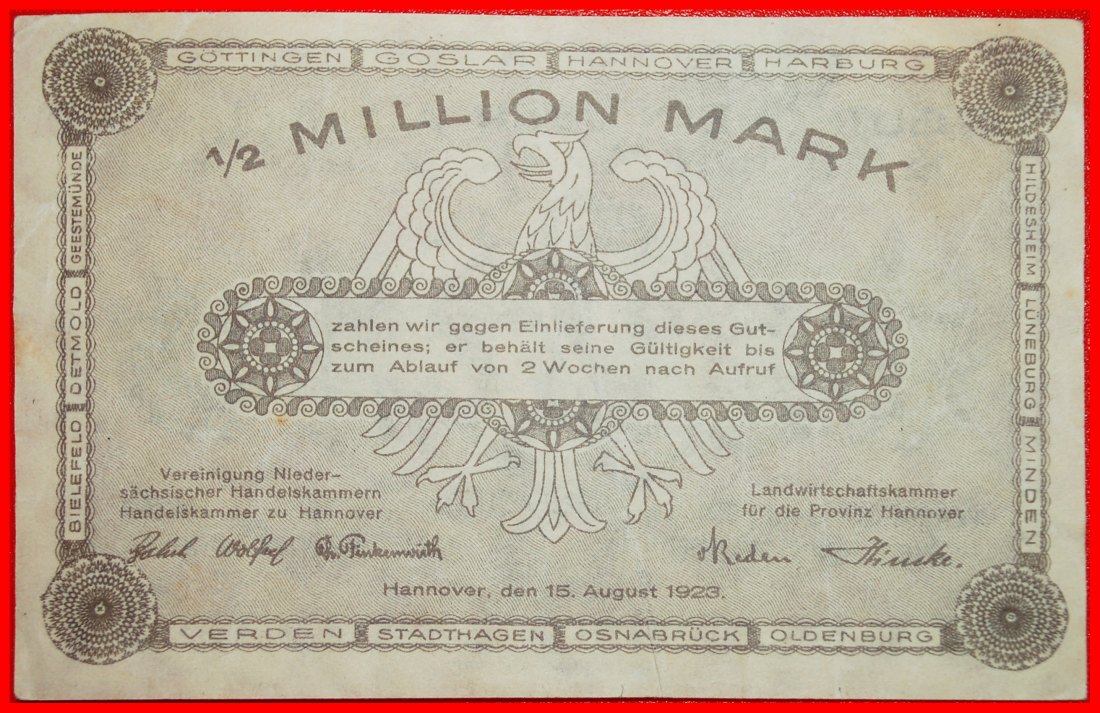 GÖTTINGEN GOSLAR HANNOVER HARBURG
1/2 MILLION MARK
GEESTEMÜNDE
DETMOLD
BIELEFELD
HILDESHEIM
LÜNEBURG
MINDEN
zahlen wir gegen Einlieferung dieses Gut-
scheines; er behält seine Gültigkeit bis
zum Ablauf von 2 Wochen nach Aufruf
Vereinigung Nieder-
sächsischer Handelskammern
Handelskammer zu Hannover
Landwirtschaftskammer
für die Provinz Hannover
Hannover, den 15. August 1923.
VERDEN STADTHAGEN OSNABRÜCK OLDENBURG